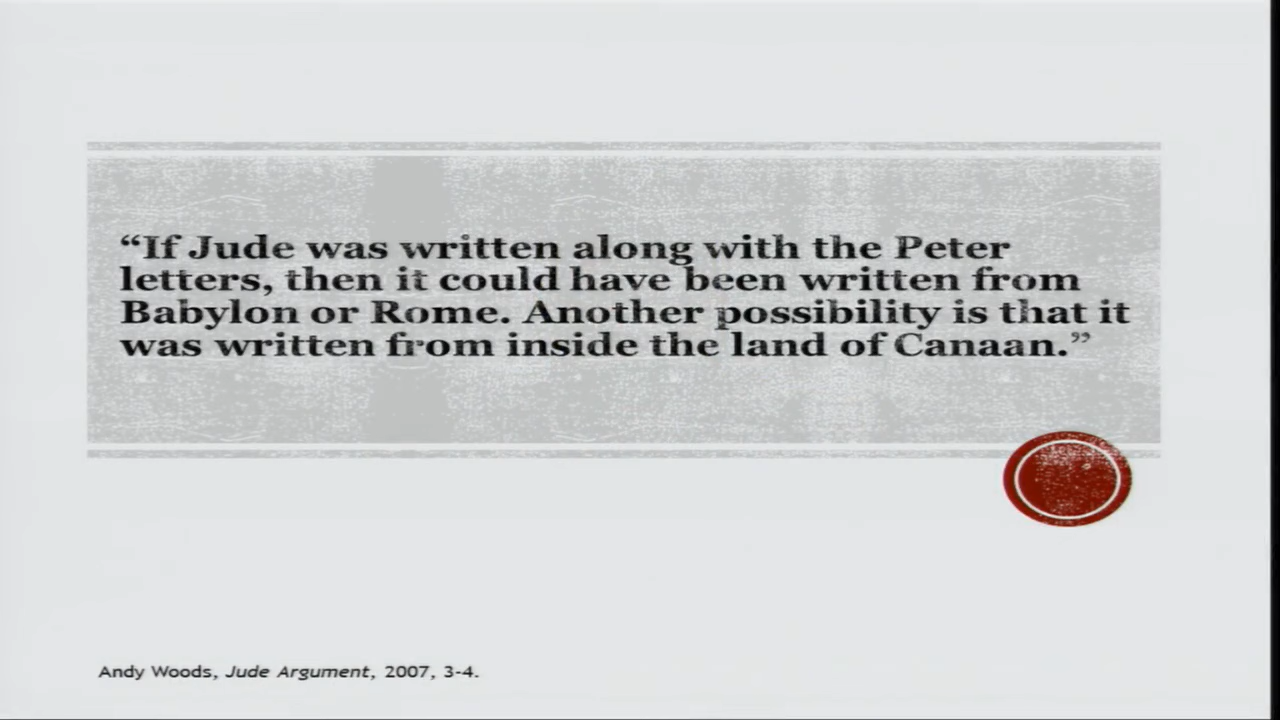 “If Jude was written along with the Peter
letters, then it could have been written from
Babylon or Rome. Another possibility is that it
was written from inside the land of Canaan.”
Andy Woods, Jude Argument, 2007, 3-4.